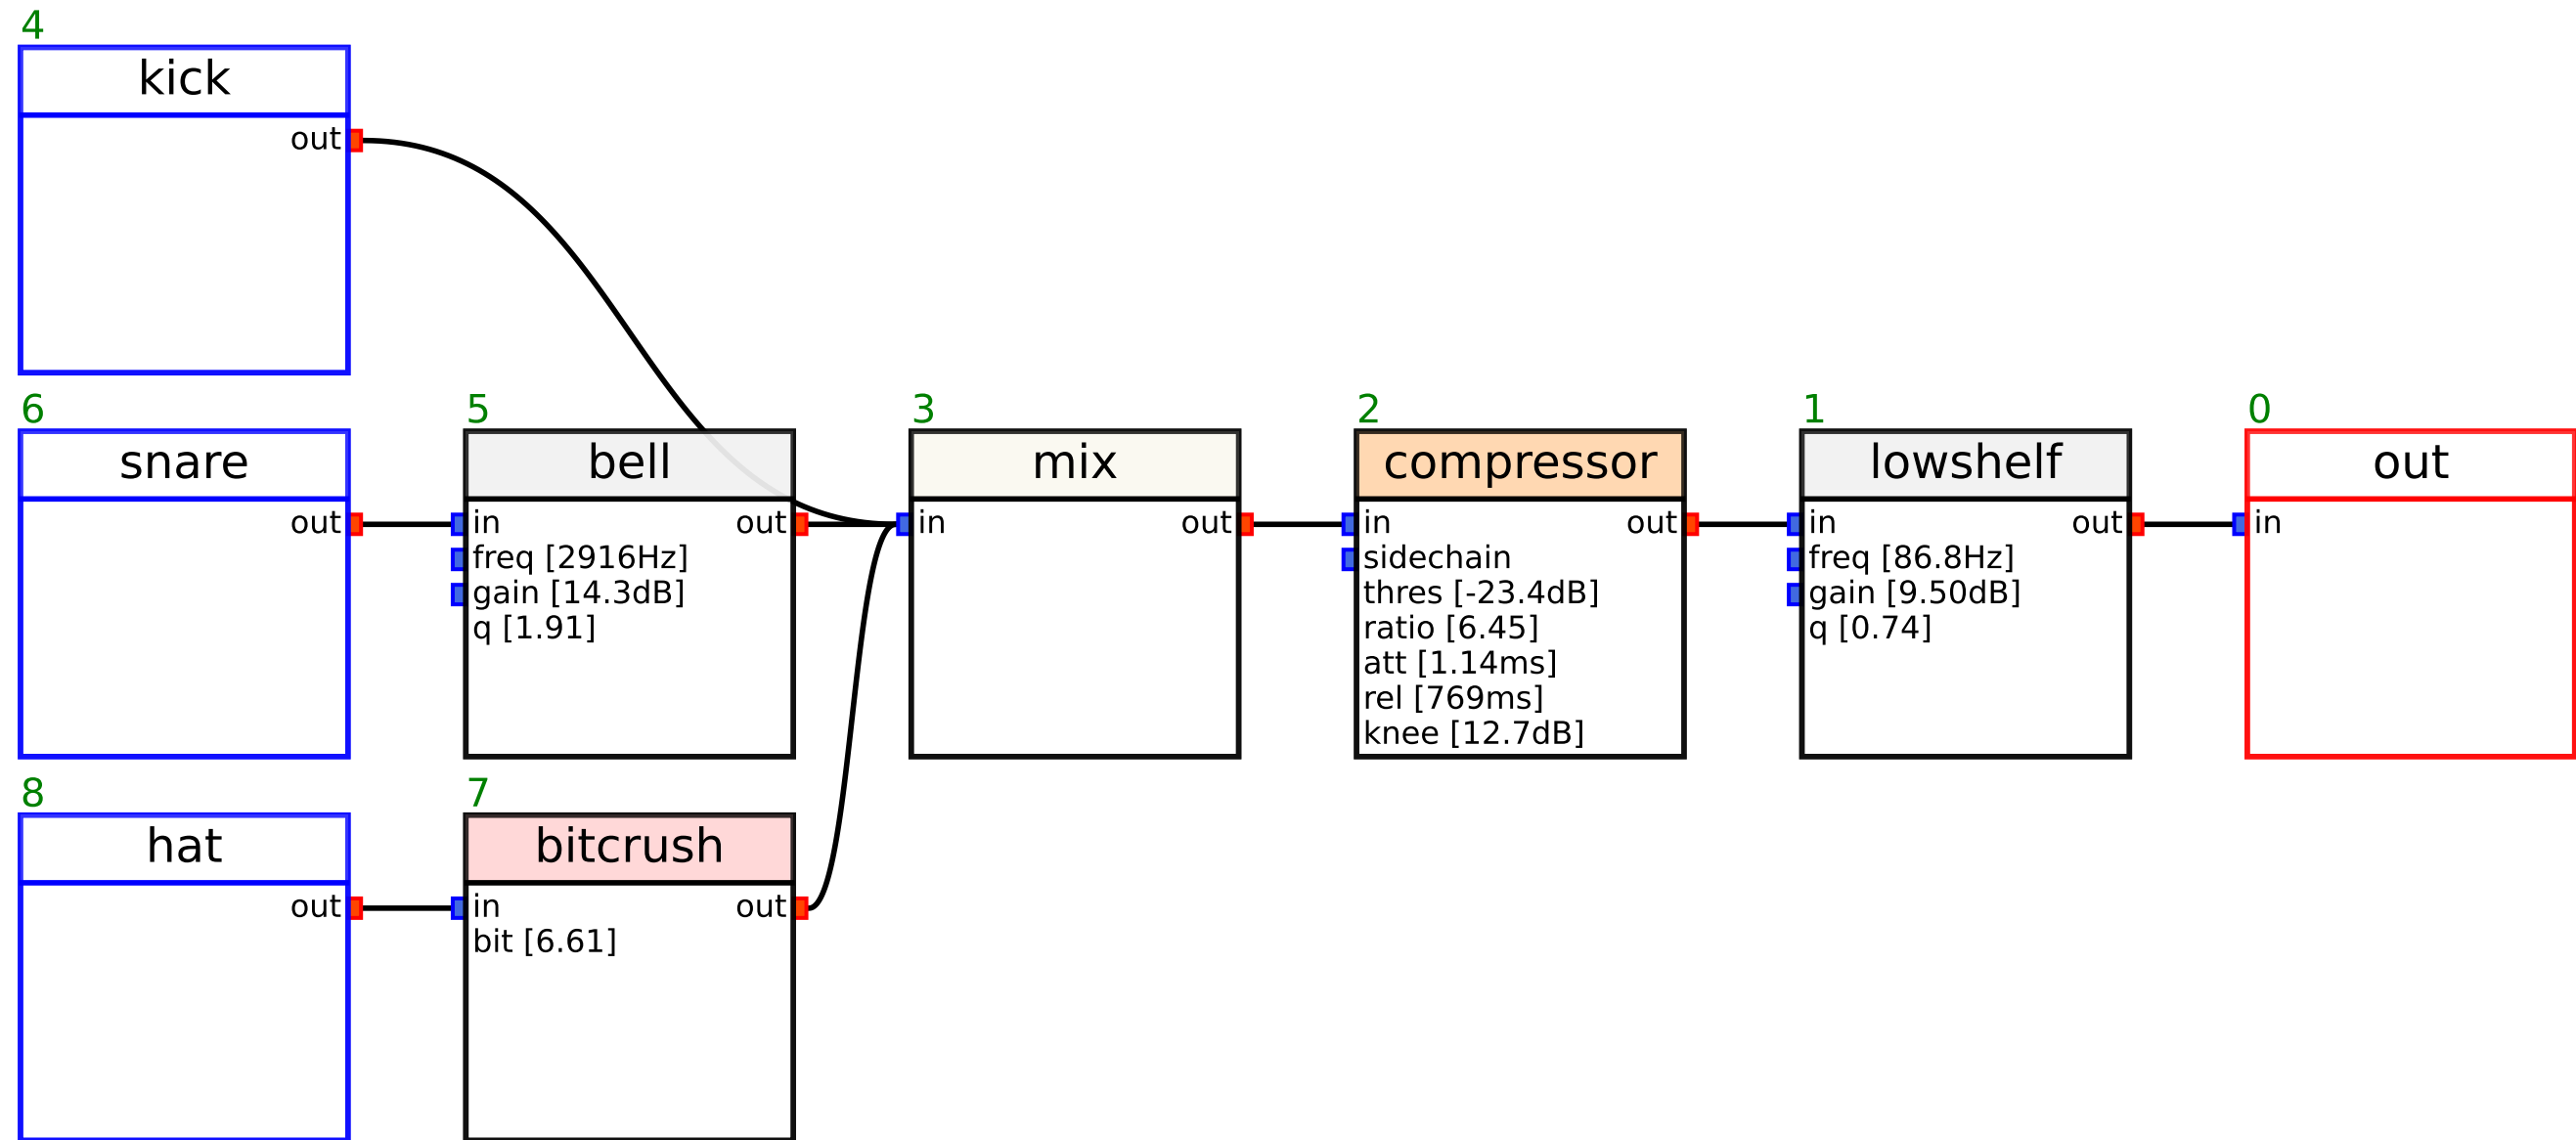 4
kick
out
6
snare
out
5
bell
in
out
freq [2916Hz]
gain [14.3dB]
q [1.91]
3
mix
in
out
2
compressor
in
out
sidechain
thres [-23.4dB]
ratio [6.45]
att [1.14ms]
rel [769ms]
knee [12.7dB]
1
lowshelf
in
out
freq [86.8Hz]
gain [9.50dB]
q [0.74]
0
out
in
8
hat
out
7
bitcrush
in
out
bit [6.61]